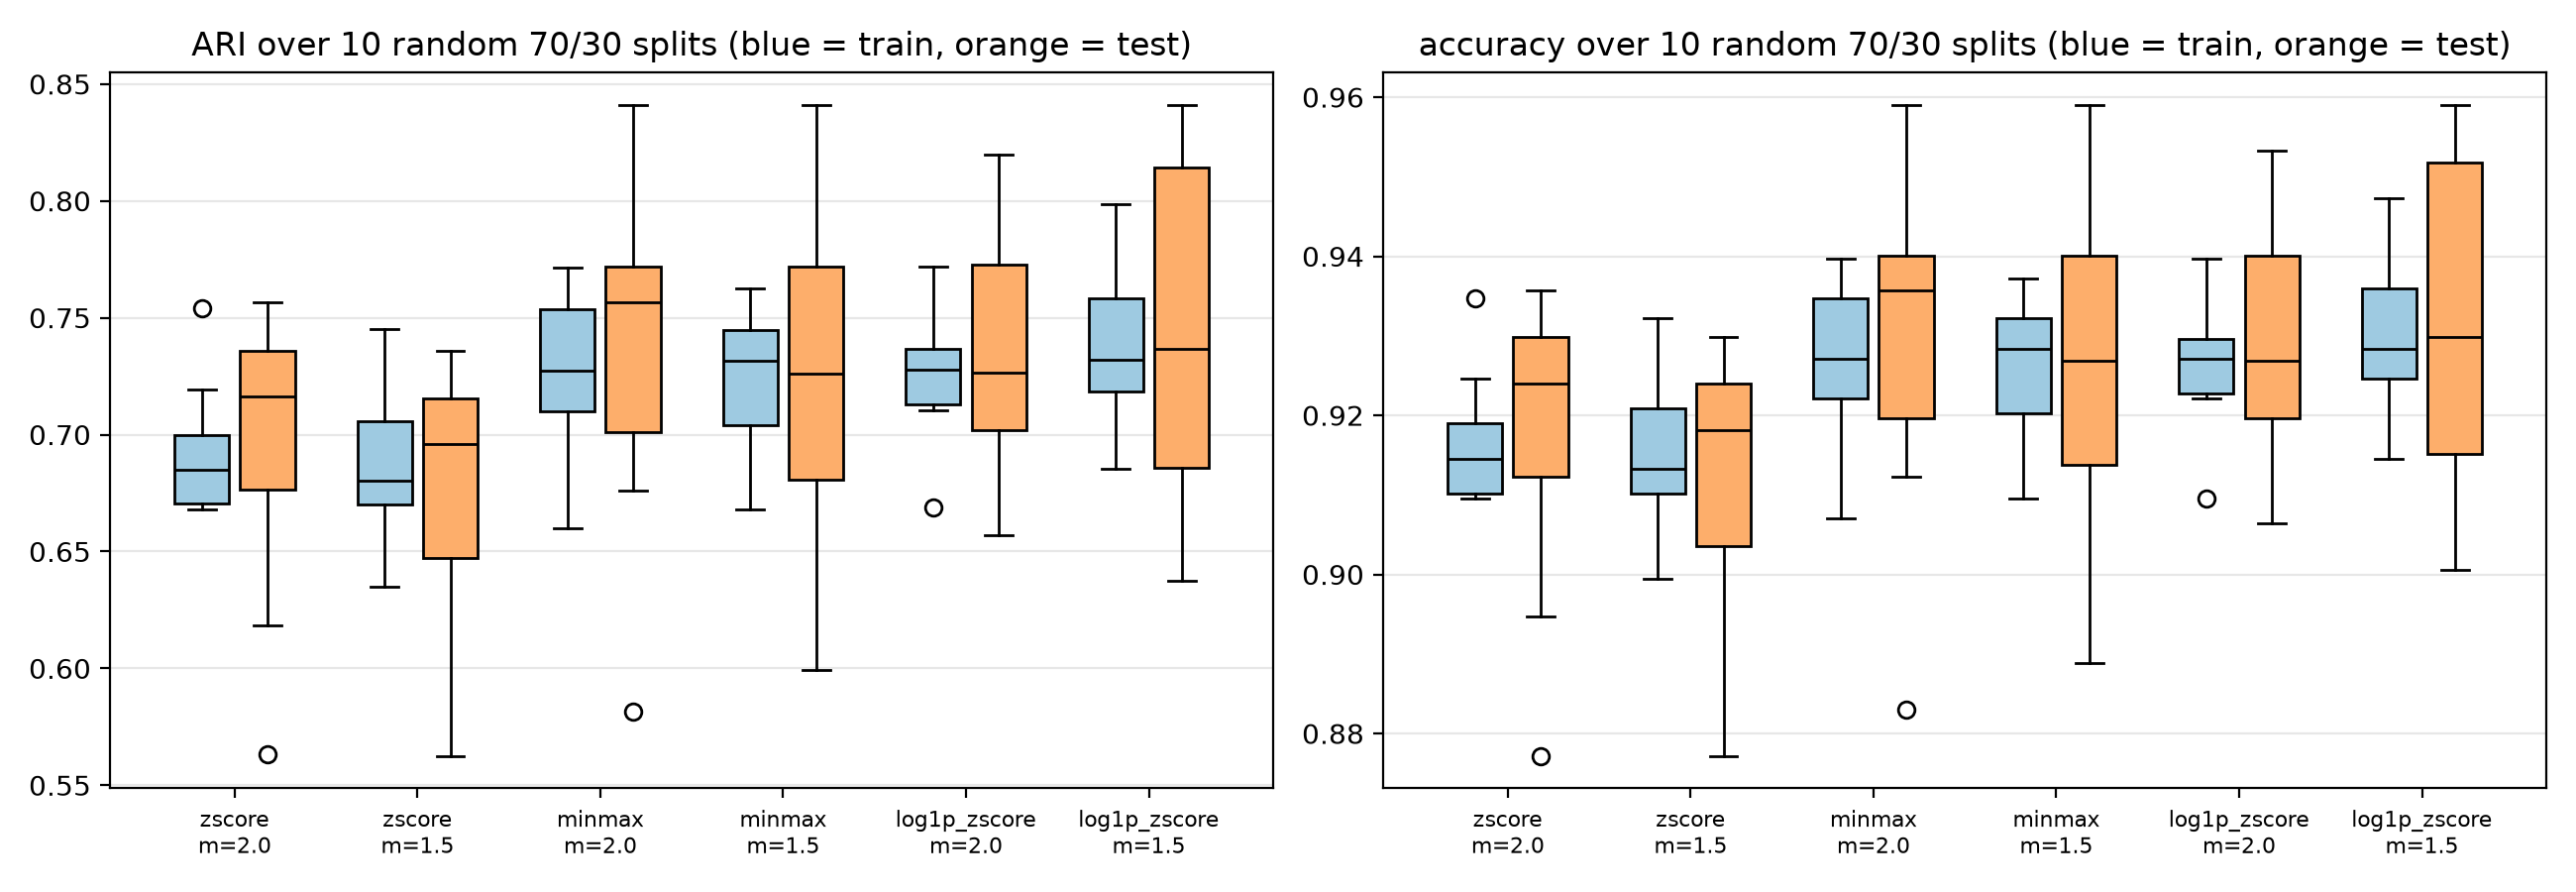 ARI over 10 random 70/30 splits (blue = train, orange = test)
0.85
0.80
0.75
0.70
0.65
0.60
0.55
zscore
m=2.0
zscore
m=1.5
minmax
m=2.0
minmax
m=1.5
log1p_zscore
m=2.0
log1p_zscore
m=1.5
accuracy over 10 random 70/30 splits (blue = train, orange = test)
0.96
0.94
0.92
0.90
0.88
zscore
m=2.0
zscore
m=1.5
minmax
m=2.0
minmax
m=1.5
log1p_zscore
m=2.0
log1p_zscore
m=1.5